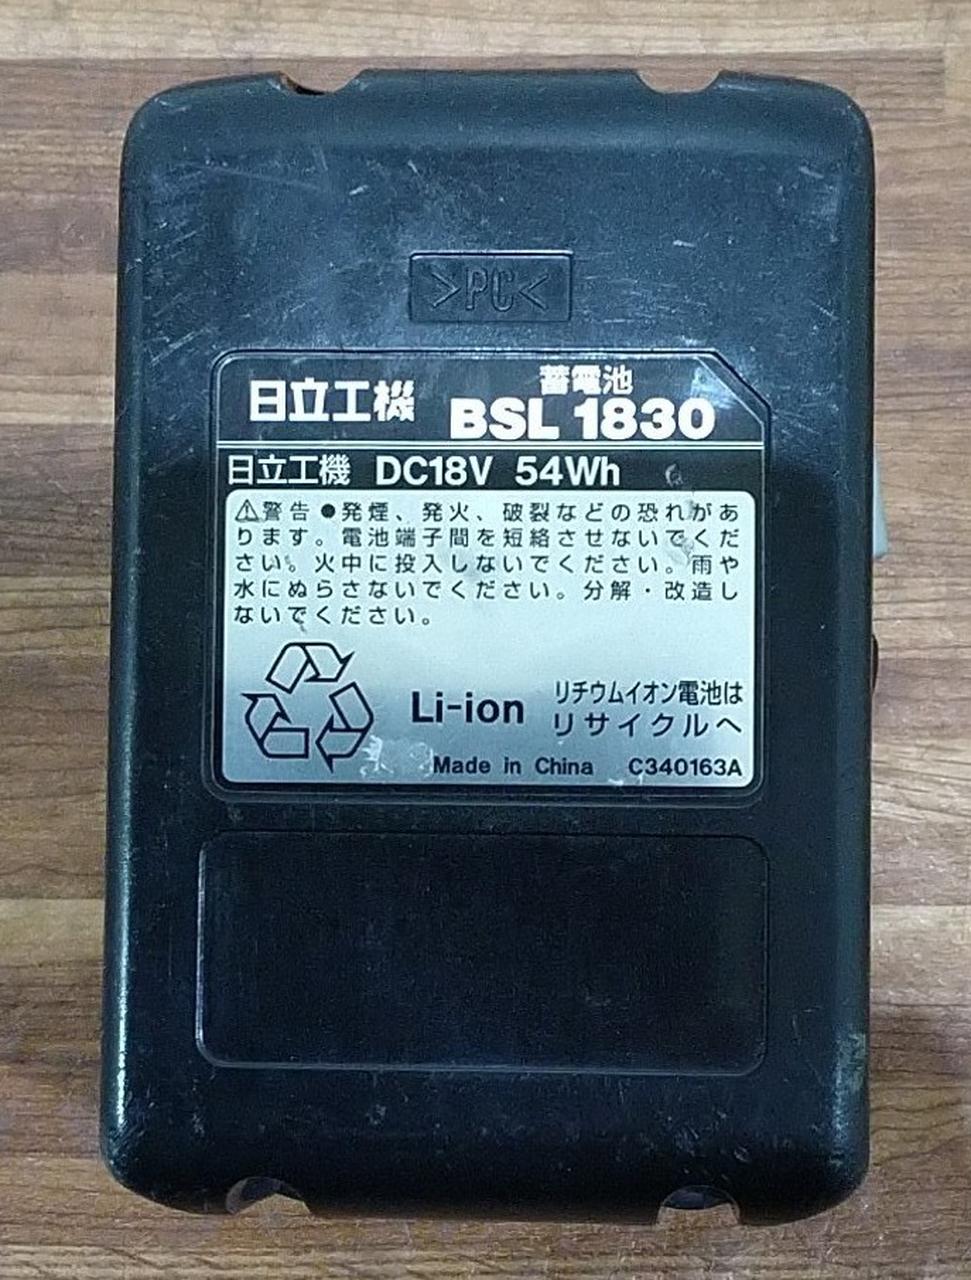 >PC<
日立工機
蓄電池
BSL 1830
日立工機 DC18V 54Wh
⚠警告 ●発煙、発火、破裂などの恐れがあ
ります。電池端子間を短絡させないでくだ
さい。火中に投入しないでください。雨や
水にぬらさないでください。分解・改造し
ないでください。
Li-ion
リチウムイオン電池は
リサイクルへ
Made in China C340163A